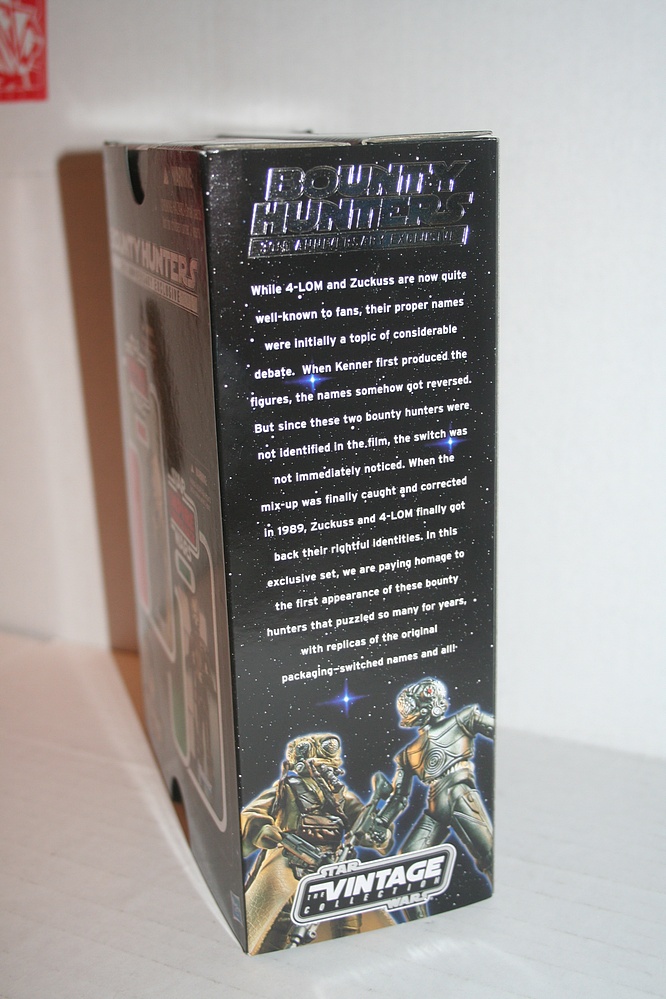 BOUNTY
HUNTERS
While 4-LOM and Zuckuss are now quite
well-known to fans, their proper names
were initially a topic of considerable
debate. When Kenner first produced the
figures, the names somehow got reversed.
But since these two bounty hunters were
not identified in the film, the switch was
not immediately noticed. When the
mix-up was finally caught and corrected
in 1989, Zuckuss and 4-LOM finally got
back their rightful identities. In this
exclusive set, we are paying homage to
the first appearance of these bounty
hunters that puzzled so many for years,
with replicas of the original
packaging–switched names and all!
STAR
THE VINTAGE
COLLECTION
WARS
BOUNTY HUNTERS